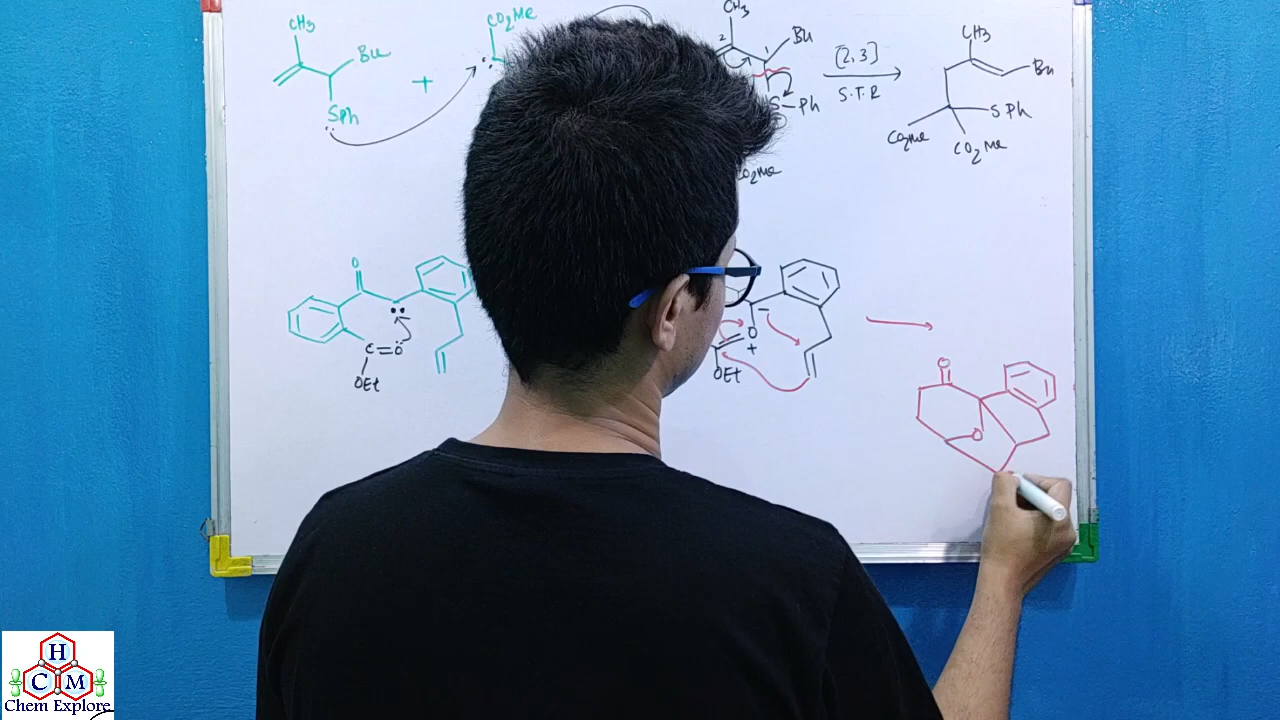 CH3
Bu
SPh
+
CO2Me
CH3
2
1
Bu
S-Ph
CO2Me
[2,3]
S.T.R
CH3
Bu
SPh
CO2Me
CO2Me
O
C=O
OEt
O
+
OEt
O
O
H
C M
Chem Explore